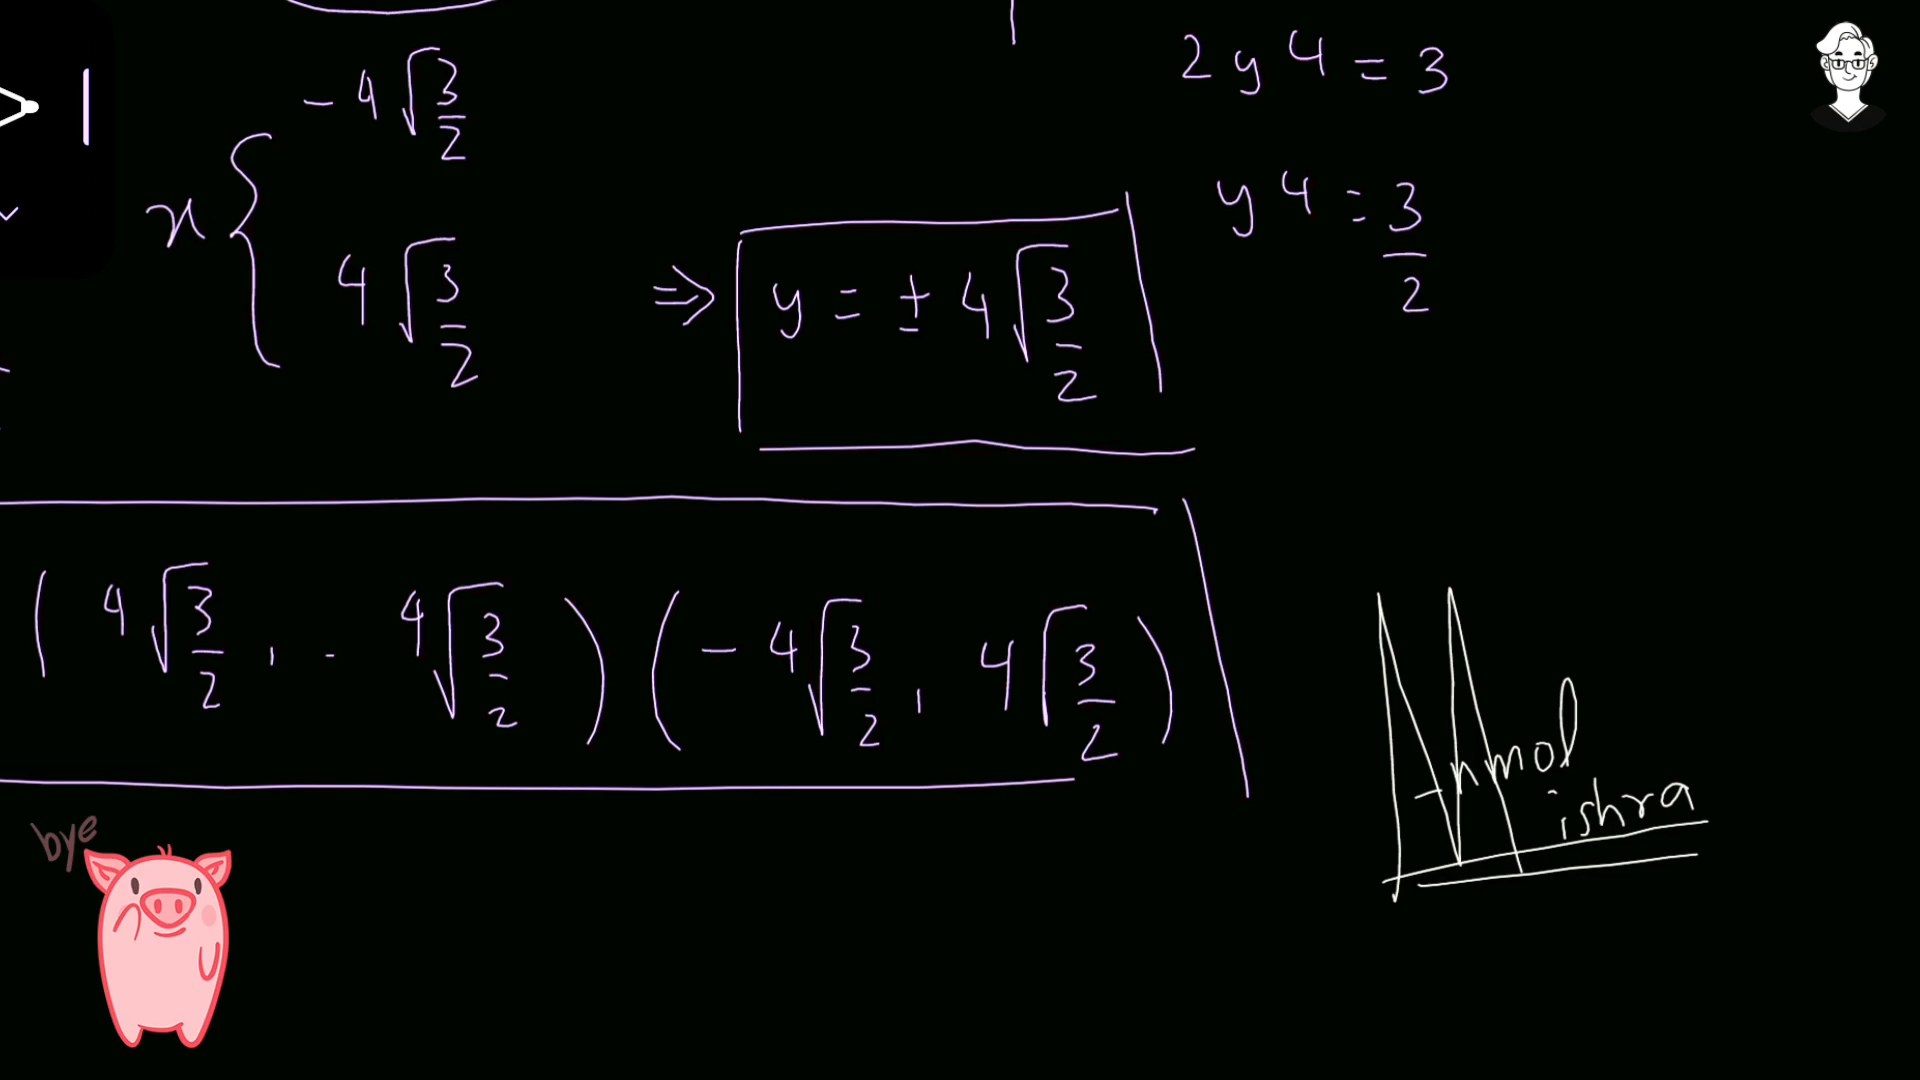 2y4 = 3
> |
-4√3/2
x {
4√3/2
y4 = 3/2
⇒ y = ± 4√3/2
(4√3/2, - 4√3/2) (-4√3/2, 4√3/2)
Anmol
ishra
bye